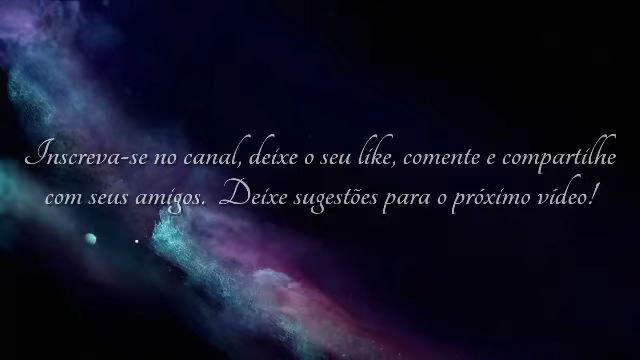 Inscreva-se no canal, deixe o seu like, comente e compartilhe
com seus amigos. Deixe sugestões para o próximo vídeo!